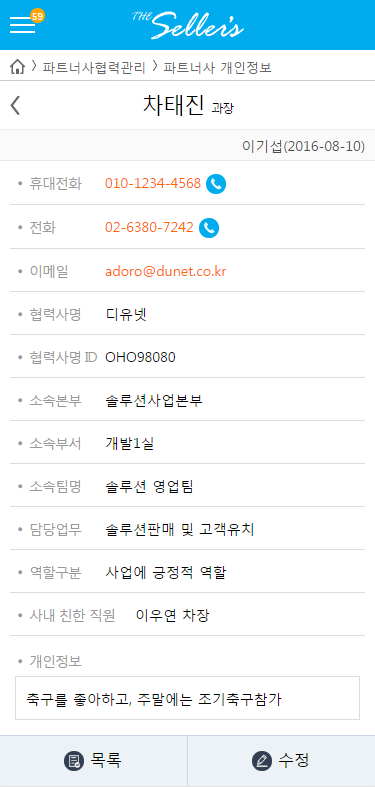 59
THE Seller's
파트너사협력관리 > 파트너사 개인정보
차태진 과장
이기섭(2016-08-10)
• 휴대전화 010-1234-4568
• 전화 02-6380-7242
• 이메일 adoro@dunet.co.kr
• 협력사명 디유넷
• 협력사명 ID OHO98080
• 소속본부 솔루션사업본부
• 소속부서 개발1실
• 소속팀명 솔루션 영업팀
• 담당업무 솔루션판매 및 고객유치
• 역할구분 사업에 긍정적 역할
• 사내 친한 직원 이우연 차장
• 개인정보
축구를 좋아하고, 주말에는 조기축구참가
목록 수정